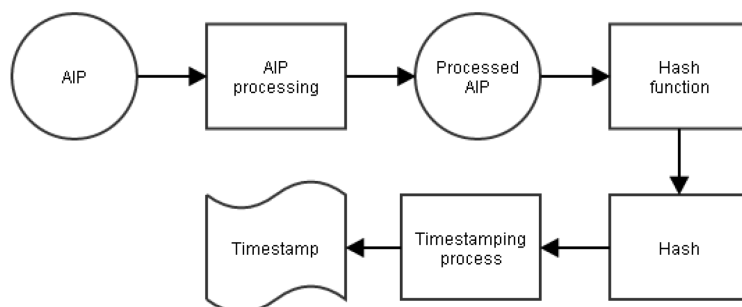 AIP
AIP
processing
Processed
AIP
Hash
function
Timestamp
Timestamping
process
Hash